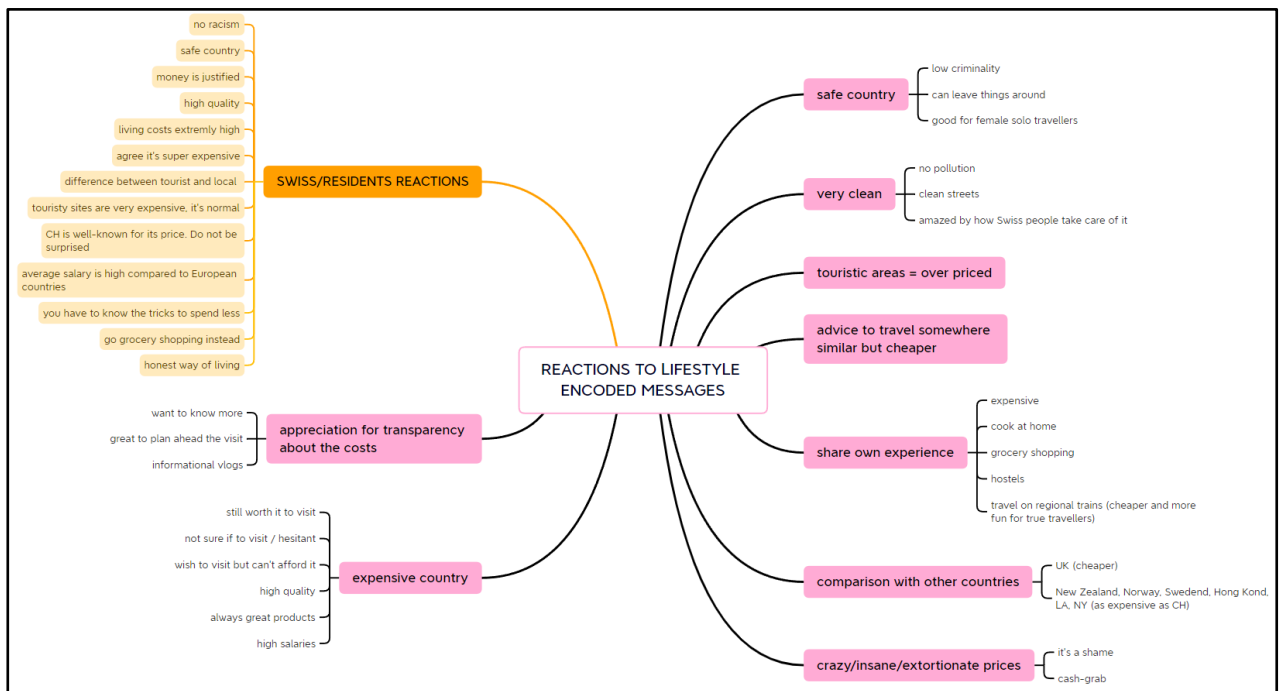 no racism
safe country
money is justified
high quality
living costs extremly high
agree it's super expensive
difference between tourist and local
touristy sites are very expensive. it's normal
CH is well-known for its price. Do not be
surprised
average salary is high compared to European
countries
you have to know the tricks to spend less
go grocery shopping instead
honest way of living
SWISS/RESIDENTS REACTIONS
want to know more
great to plan ahead the visit
informational vlogs
appreciation for transparency
about the costs
still worth it to visit
not sure if to visit / hesitant
wish to visit but can't afford it
high quality
always great products
high salaries
expensive country
REACTIONS TO LIFESTYLE
ENCODED MESSAGES
safe country
low criminality
can leave things around
good for female solo travellers
very clean
no pollution
clean streets
amazed by how Swiss people take care of it
touristic areas = over priced
advice to travel somewhere
similar but cheaper
share own experience
expensive
cook at home
grocery shopping
hostels
travel on regional trains (cheaper and more
fun for true travellers)
comparison with other countries
UK (cheaper)
New Zealand, Norway, Swedend, Hong Kond,
LA, NY (as expensive as CH)
crazy/insane/extortionate prices
it's a shame
cash-grab